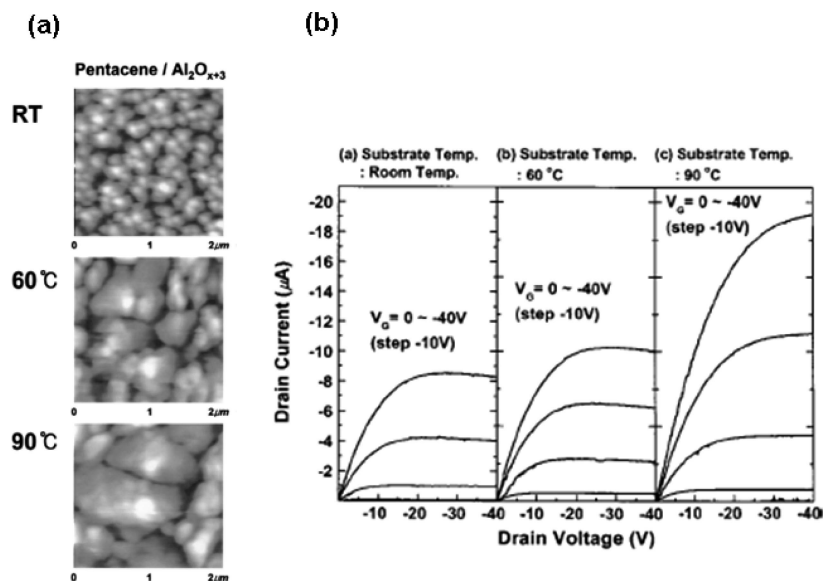 (a)
Pentacene / Al₂Oₓ₊₃
RT
0 1 2μm
60℃
0 1 2μm
90℃
0 1 2μm
(b)
(a) Substrate Temp.
: Room Temp.
(b) Substrate Temp.
: 60 °C
(c) Substrate Temp.
: 90 °C
Drain Current (μA)
-20
-18
-16
-14
-12
-10
-8
-6
-4
-2
V_G= 0 ~ -40V
(step -10V)
V_G= 0 ~ -40V
(step -10V)
V_G= 0 ~ -40V
(step -10V)
-10 -20 -30 -40 -10 -20 -30 -40 -10 -20 -30 -40
Drain Voltage (V)